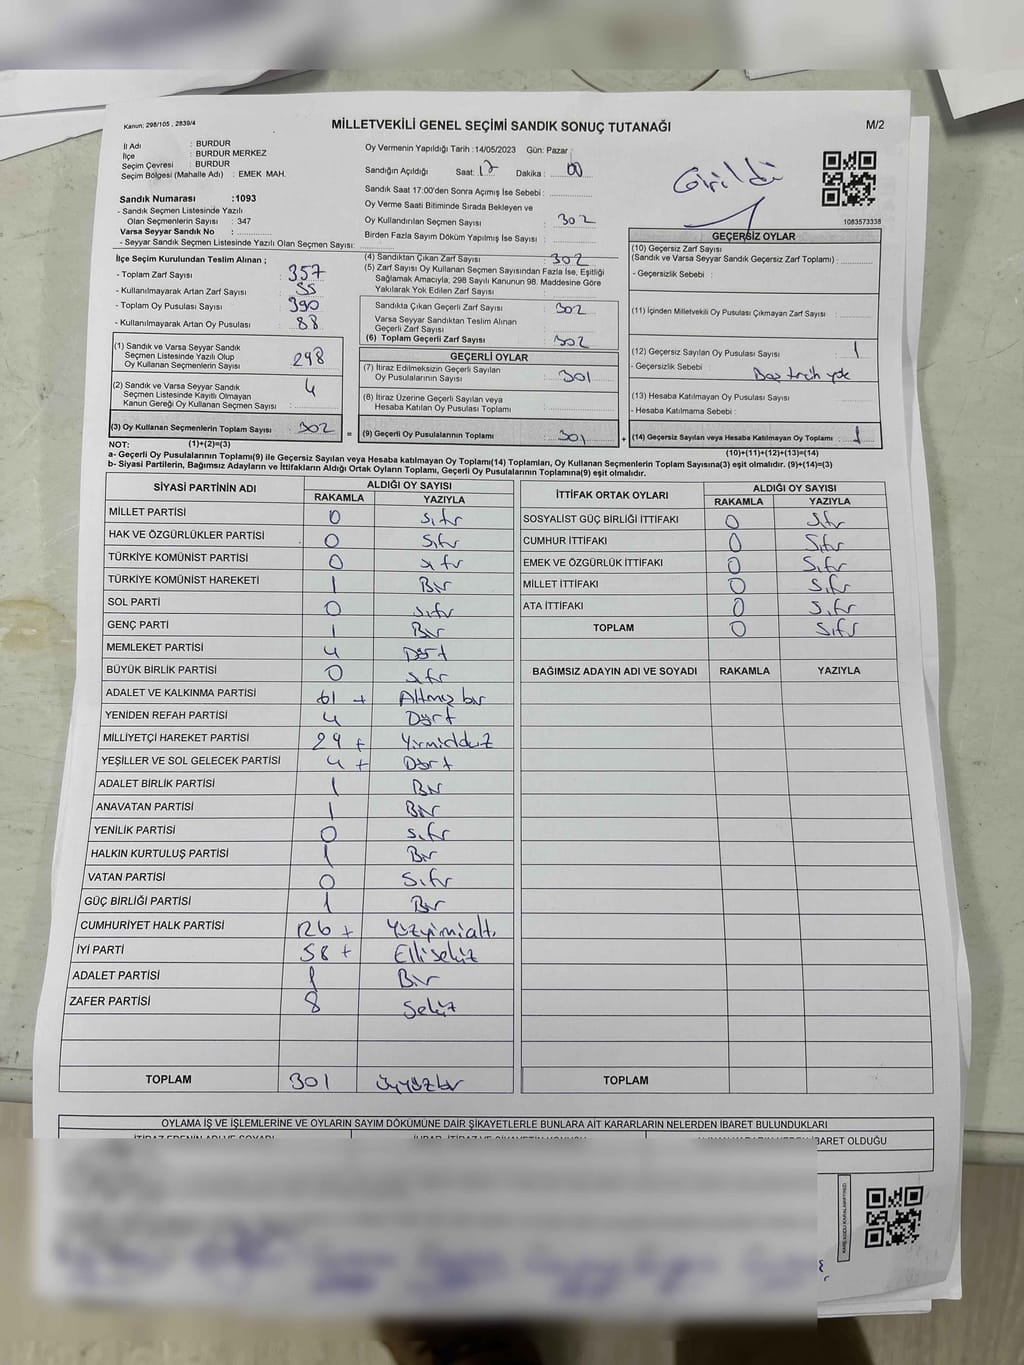 Kanun: 298/105 , 2839/4
MİLLETVEKİLİ GENEL SEÇİMİ SANDIK SONUÇ TUTANAĞI
M/2
İl Adı : BURDUR
İlçe : BURDUR MERKEZ
Seçim Çevresi : BURDUR
Seçim Bölgesi (Mahalle Adı) : EMEK MAH.
Sandık Numarası :1093
- Sandık Seçmen Listesinde Yazılı
Olan Seçmenlerin Sayısı : 347
Varsa Seyyar Sandık No :
- Seyyar Sandık Seçmen Listesinde Yazılı Olan Seçmen Sayısı:
Oy Vermenin Yapıldığı Tarih :14/05/2023 Gün: Pazar
Sandığın Açıldığı Saat: 17 Dakika : 00
Sandık Saat 17:00'den Sonra Açmış İse Sebebi :
Oy Verme Saati Bitiminde Sırada Bekleyen ve
Oy Kullandırılan Seçmen Sayısı : 302
Birden Fazla Sayım Döküm Yapılmış İse Sayısı :
Girildi
1083573338
İlçe Seçim Kurulundan Teslim Alınan ;
- Toplam Zarf Sayısı : 357
- Kullanılmayarak Artan Zarf Sayısı : 55
- Toplam Oy Pusulası Sayısı : 390
- Kullanılmayarak Artan Oy Pusulası : 88
(1) Sandık ve Varsa Seyyar Sandık
Seçmen Listesinde Yazılı Olup
Oy Kullanan Seçmenlerin Sayısı : 298
(2) Sandık ve Varsa Seyyar Sandık
Seçmen Listesinde Kayıtlı Olmayan
Kanun Gereği Oy Kullanan Seçmen Sayısı : 4
(3) Oy Kullanan Seçmenlerin Toplam Sayısı : 302
(4) Sandıktan Çıkan Zarf Sayısı : 302
(5) Zarf Sayısı Oy Kullanan Seçmen Sayısından Fazla İse, Eşitliği
Sağlamak Amacıyla; 298 Sayılı Kanunun 98. Maddesine Göre
Yakılarak Yok Edilen Zarf Sayısı :
Sandıkta Çıkan Geçerli Zarf Sayısı : 302
Varsa Seyyar Sandıktan Teslim Alınan
Geçerli Zarf Sayısı :
(6) Toplam Geçerli Zarf Sayısı : 302
GEÇERLİ OYLAR
(7) İtiraz Edilmeksizin Geçerli Sayılan
Oy Pusulalarının Sayısı : 301
(8) İtiraz Üzerine Geçerli Sayılan veya
Hesaba Katılan Oy Pusulası Toplamı :
= (9) Geçerli Oy Pusulalarının Toplamı : 301
GEÇERSİZ OYLAR
(10) Geçersiz Zarf Sayısı
(Sandık ve Varsa Seyyar Sandık Geçersiz Zarf Toplamı) :
- Geçersizlik Sebebi :
(11) İçinden Milletvekili Oy Pusulası Çıkmayan Zarf Sayısı :
(12) Geçersiz Sayılan Oy Pusulası Sayısı : 1
- Geçersizlik Sebebi :
(13) Hesaba Katılmayan Oy Pusulası Sayısı :
- Hesaba Katılmama Sebebi :
+ (14) Geçersiz Sayılan veya Hesaba Katılmayan Oy Toplamı : 1
NOT: (1)+(2)=(3)
(10)+(11)+(12)+(13)=(14)
a- Geçerli Oy Pusulalarının Toplamı(9) ile Geçersiz Sayılan veya Hesaba katılmayan Oy Toplamı(14) Toplamları, Oy Kullanan Seçmenlerin Toplam Sayısına(3) eşit olmalıdır. (9)+(14)=(3)
b- Siyasi Partilerin, Bağımsız Adayların ve İttifakların Aldığı Ortak Oyların Toplamı, Geçerli Oy Pusulalarının Toplamına(9) eşit olmalıdır.
SİYASİ PARTİNİN ADI
ALDIĞI OY SAYISI
RAKAMLA YAZIYLA
MİLLET PARTİSİ 0 Sıfır
HAK VE ÖZGÜRLÜKLER PARTİSİ 0 Sıfır
TÜRKİYE KOMÜNİST PARTİSİ 0 Sıfır
TÜRKİYE KOMÜNİST HAREKETİ 1 Bir
SOL PARTİ 0 Sıfır
GENÇ PARTİ 1 Bir
MEMLEKET PARTİSİ 4 Dört
BÜYÜK BİRLİK PARTİSİ 0 Sıfır
ADALET VE KALKINMA PARTİSİ 61 + Altmış bir
YENİDEN REFAH PARTİSİ 4 Dört
MİLLİYETÇİ HAREKET PARTİSİ 29 + Yirmidokuz
YEŞİLLER VE SOL GELECEK PARTİSİ 4 + Dört
ADALET BİRLİK PARTİSİ 1 Bir
ANAVATAN PARTİSİ 1 Bir
YENİLİK PARTİSİ 0 Sıfır
HALKIN KURTULUŞ PARTİSİ 1 Bir
VATAN PARTİSİ 0 Sıfır
GÜÇ BİRLİĞİ PARTİSİ 1 Bir
CUMHURİYET HALK PARTİSİ 126 + Yüzyirmialtı
İYİ PARTİ 58 + Ellisekiz
ADALET PARTİSİ 1 Bir
ZAFER PARTİSİ 8 Sekiz
TOPLAM 301 Üçyüzbir
İTTİFAK ORTAK OYLARI
ALDIĞI OY SAYISI
RAKAMLA YAZIYLA
SOSYALİST GÜÇ BİRLİĞİ İTTİFAKI 0 Sıfır
CUMHUR İTTİFAKI 0 Sıfır
EMEK VE ÖZGÜRLÜK İTTİFAKI 0 Sıfır
MİLLET İTTİFAKI 0 Sıfır
ATA İTTİFAKI 0 Sıfır
TOPLAM 0 Sıfır
BAĞIMSIZ ADAYIN ADI VE SOYADI RAKAMLA YAZIYLA
TOPLAM
OYLAMA İŞ VE İŞLEMLERİNE VE OYLARIN SAYIM DÖKÜMÜNE DAİR ŞİKAYETLERLE BUNLARA AİT KARARLARIN NELERDEN İBARET BULUNDUKLARI
İBARET OLDUĞU